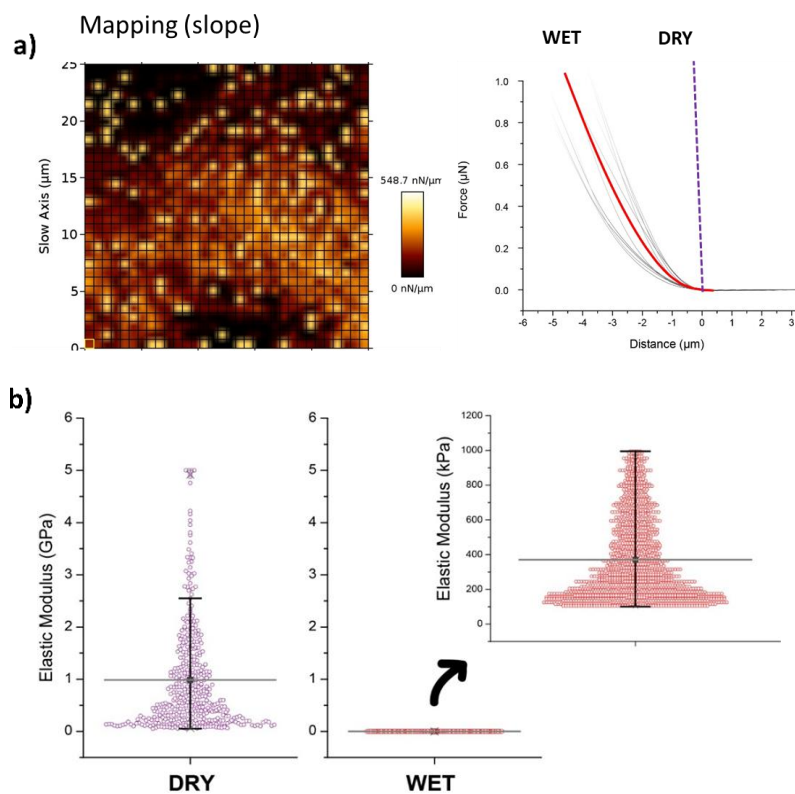 Mapping (slope)
a)
WET DRY
25
20
15
10
5
0
Slow Axis (µm)
548.7 nN/µm
0 nN/µm
1.0
0.8
0.6
0.4
0.2
0.0
Force (µN)
-6 -5 -4 -3 -2 -1 0 1 2 3
Distance (µm)
b)
6
5
4
3
2
1
0
Elastic Modulus (GPa)
DRY
6
5
4
3
2
1
0
WET
1200
1000
800
600
400
200
0
Elastic Modulus (kPa)